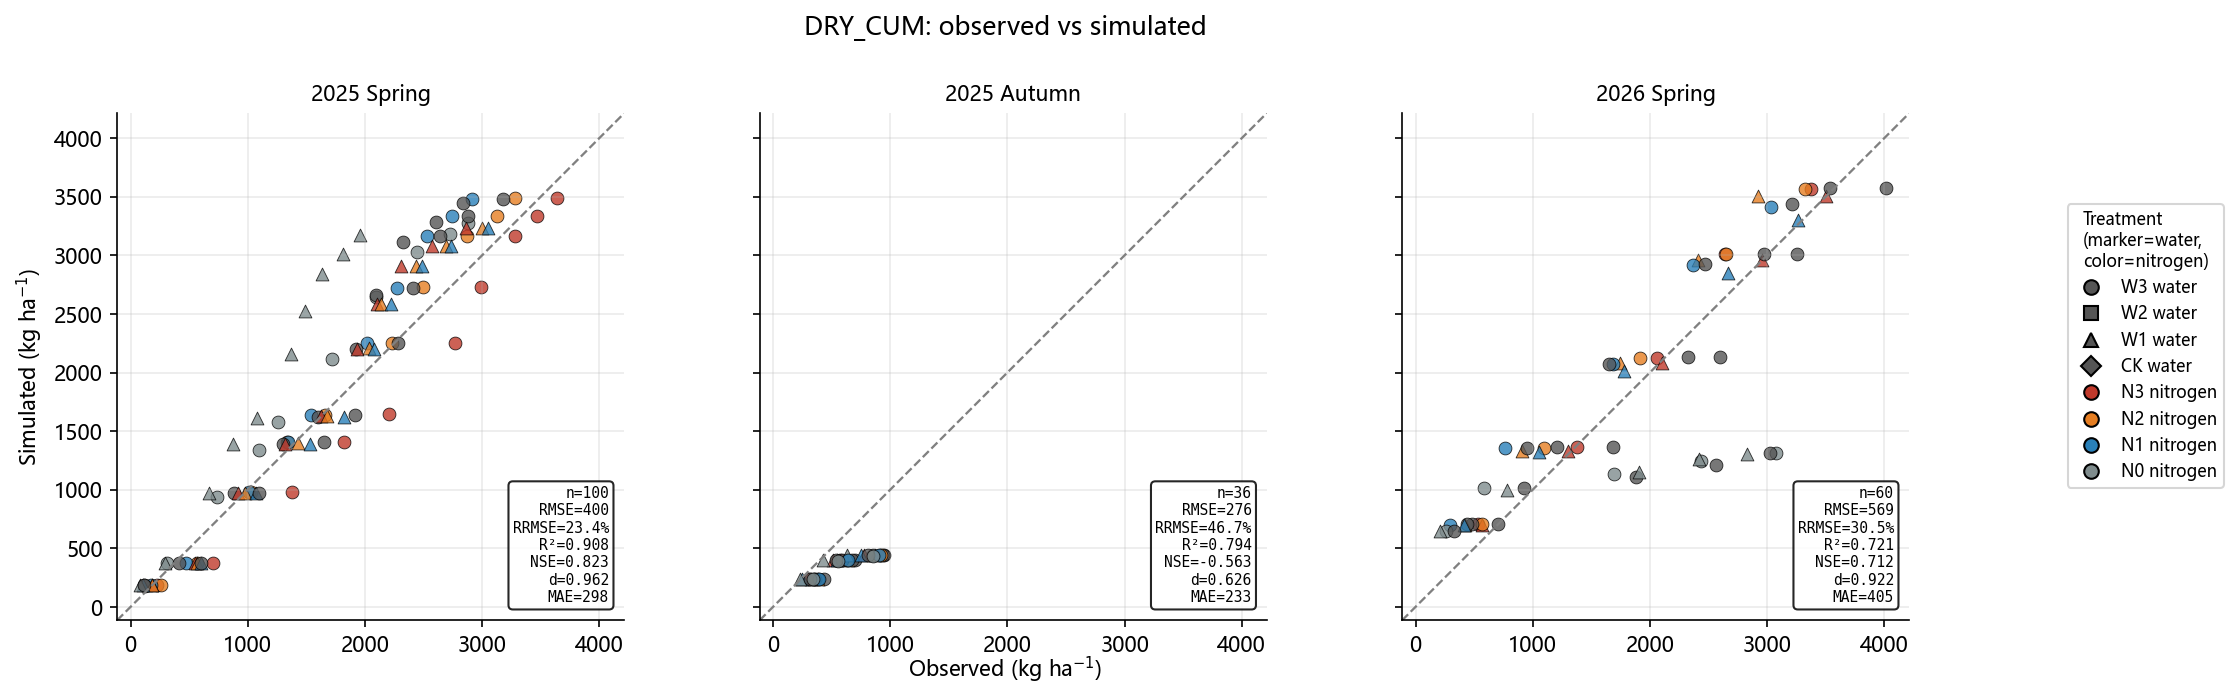 DRY_CUM: observed vs simulated
2025 Spring
2025 Autumn
2026 Spring
Simulated (kg ha⁻¹)
4000
3500
3000
2500
2000
1500
1000
500
0
n=100
RMSE=400
RRMSE=23.4%
R²=0.908
NSE=0.823
d=0.962
MAE=298
n=36
RMSE=276
RRMSE=46.7%
R²=0.794
NSE=-0.563
d=0.626
MAE=233
n=60
RMSE=569
RRMSE=30.5%
R²=0.721
NSE=0.712
d=0.922
MAE=405
0 1000 2000 3000 4000
0 1000 2000 3000 4000
0 1000 2000 3000 4000
Observed (kg ha⁻¹)
Treatment
(marker=water,
color=nitrogen)
W3 water
W2 water
W1 water
CK water
N3 nitrogen
N2 nitrogen
N1 nitrogen
N0 nitrogen